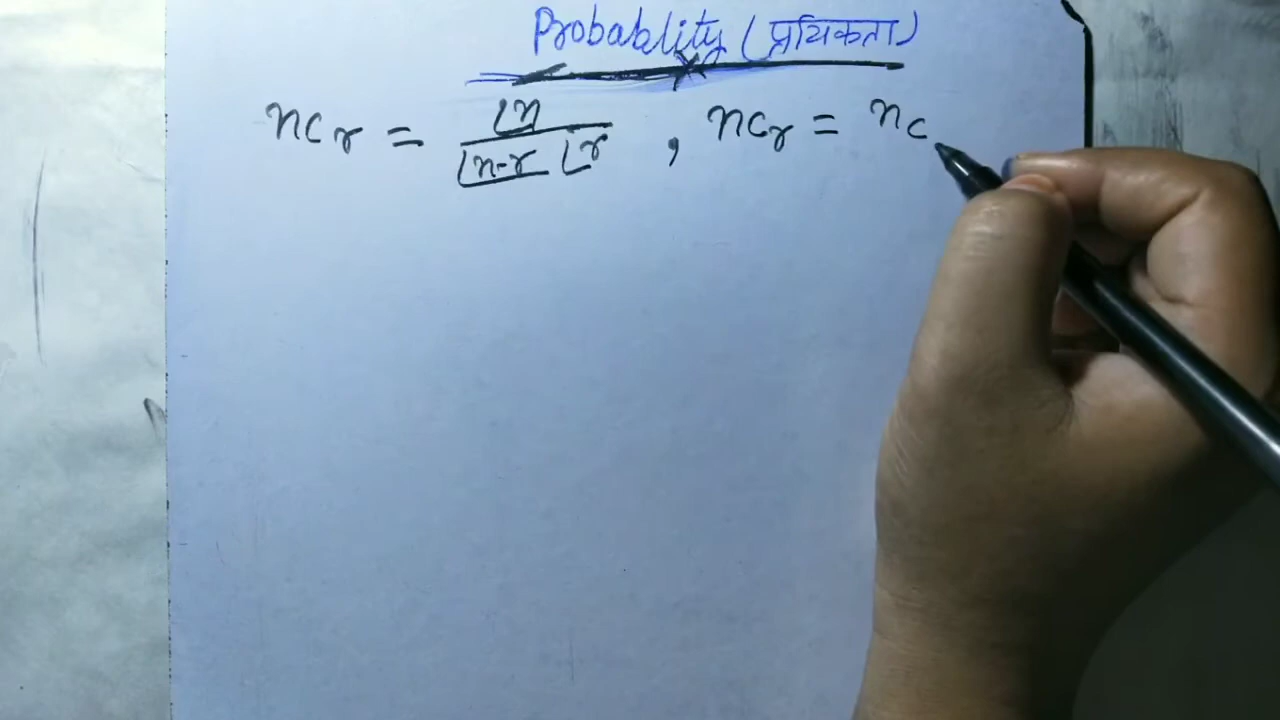 Probablity (प्रायिकता)
nCr = ⌊n / ⌊n-r ⌊r , nCr = nC